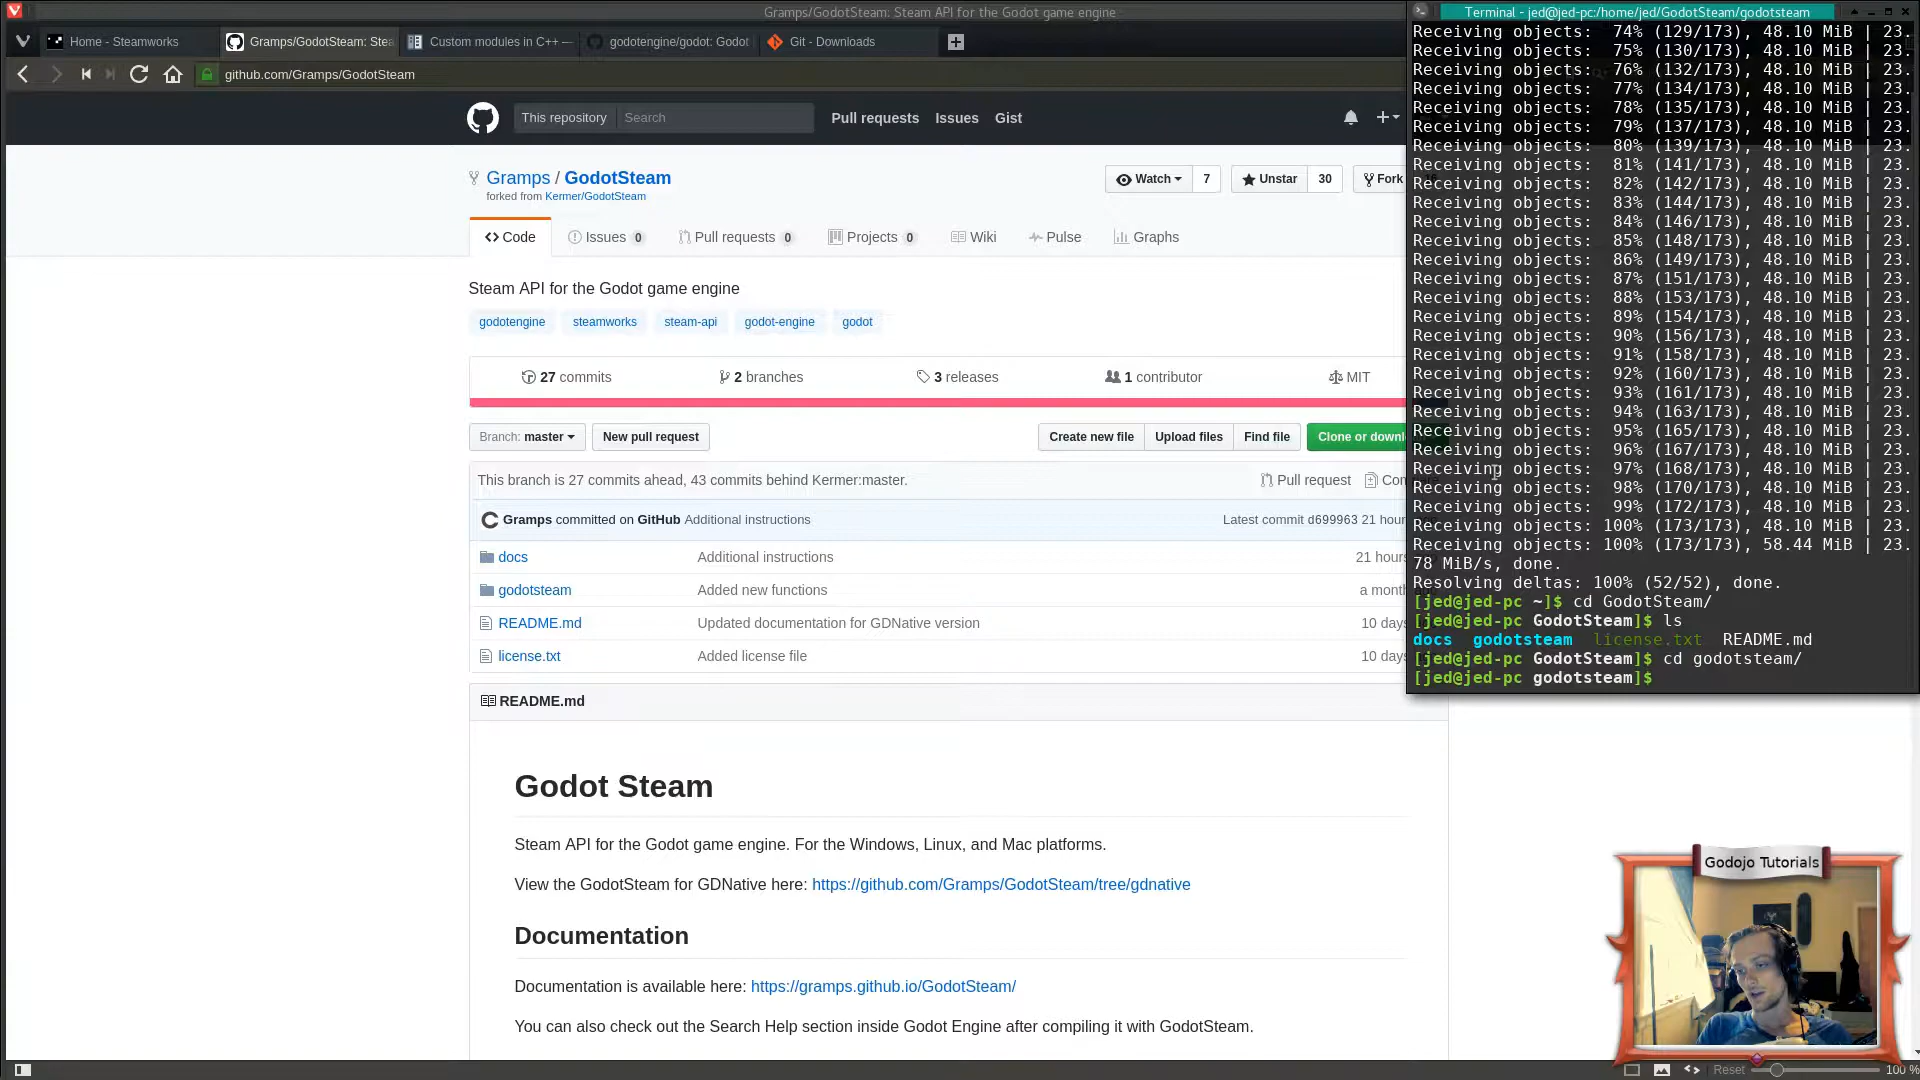 Gramps/GodotSteam: Steam API for the Godot game engine
Home - Steamworks
Gramps/GodotSteam: Stea
Custom modules in C++ —
godotengine/godot: Godot
Git - Downloads
github.com/Gramps/GodotSteam
This repository
Search
Pull requests
Issues
Gist
Gramps / GodotSteam
forked from Kermer/GodotSteam
Watch
7
Unstar
30
Fork
Code
Issues 0
Pull requests 0
Projects 0
Wiki
Pulse
Graphs
Steam API for the Godot game engine
godotengine
steamworks
steam-api
godot-engine
godot
27 commits
2 branches
3 releases
1 contributor
MIT
Branch: master
New pull request
Create new file
Upload files
Find file
Clone or downl
This branch is 27 commits ahead, 43 commits behind Kermer:master.
Pull request
Compare
Gramps committed on GitHub Additional instructions
Latest commit d699963 21 hour
docs
Additional instructions
21 hours
godotsteam
Added new functions
a month
README.md
Updated documentation for GDNative version
10 days
license.txt
Added license file
10 days
README.md
Godot Steam
Steam API for the Godot game engine. For the Windows, Linux, and Mac platforms.
View the GodotSteam for GDNative here: https://github.com/Gramps/GodotSteam/tree/gdnative
Documentation
Documentation is available here: https://gramps.github.io/GodotSteam/
You can also check out the Search Help section inside Godot Engine after compiling it with GodotSteam.
Terminal - jed@jed-pc:/home/jed/GodotSteam/godotsteam
Receiving objects:  74% (129/173), 48.10 MiB | 23.
Receiving objects:  75% (130/173), 48.10 MiB | 23.
Receiving objects:  76% (132/173), 48.10 MiB | 23.
Receiving objects:  77% (134/173), 48.10 MiB | 23.
Receiving objects:  78% (135/173), 48.10 MiB | 23.
Receiving objects:  79% (137/173), 48.10 MiB | 23.
Receiving objects:  80% (139/173), 48.10 MiB | 23.
Receiving objects:  81% (141/173), 48.10 MiB | 23.
Receiving objects:  82% (142/173), 48.10 MiB | 23.
Receiving objects:  83% (144/173), 48.10 MiB | 23.
Receiving objects:  84% (146/173), 48.10 MiB | 23.
Receiving objects:  85% (148/173), 48.10 MiB | 23.
Receiving objects:  86% (149/173), 48.10 MiB | 23.
Receiving objects:  87% (151/173), 48.10 MiB | 23.
Receiving objects:  88% (153/173), 48.10 MiB | 23.
Receiving objects:  89% (154/173), 48.10 MiB | 23.
Receiving objects:  90% (156/173), 48.10 MiB | 23.
Receiving objects:  91% (158/173), 48.10 MiB | 23.
Receiving objects:  92% (160/173), 48.10 MiB | 23.
Receiving objects:  93% (161/173), 48.10 MiB | 23.
Receiving objects:  94% (163/173), 48.10 MiB | 23.
Receiving objects:  95% (165/173), 48.10 MiB | 23.
Receiving objects:  96% (167/173), 48.10 MiB | 23.
Receiving objects:  97% (168/173), 48.10 MiB | 23.
Receiving objects:  98% (170/173), 48.10 MiB | 23.
Receiving objects:  99% (172/173), 48.10 MiB | 23.
Receiving objects: 100% (173/173), 48.10 MiB | 23.
Receiving objects: 100% (173/173), 58.44 MiB | 23.
78 MiB/s, done.
Resolving deltas: 100% (52/52), done.
[jed@jed-pc ~]$ cd GodotSteam/
[jed@jed-pc GodotSteam]$ ls
docs  godotsteam  license.txt  README.md
[jed@jed-pc GodotSteam]$ cd godotsteam/
[jed@jed-pc godotsteam]$
Godojo Tutorials
Reset
100 %